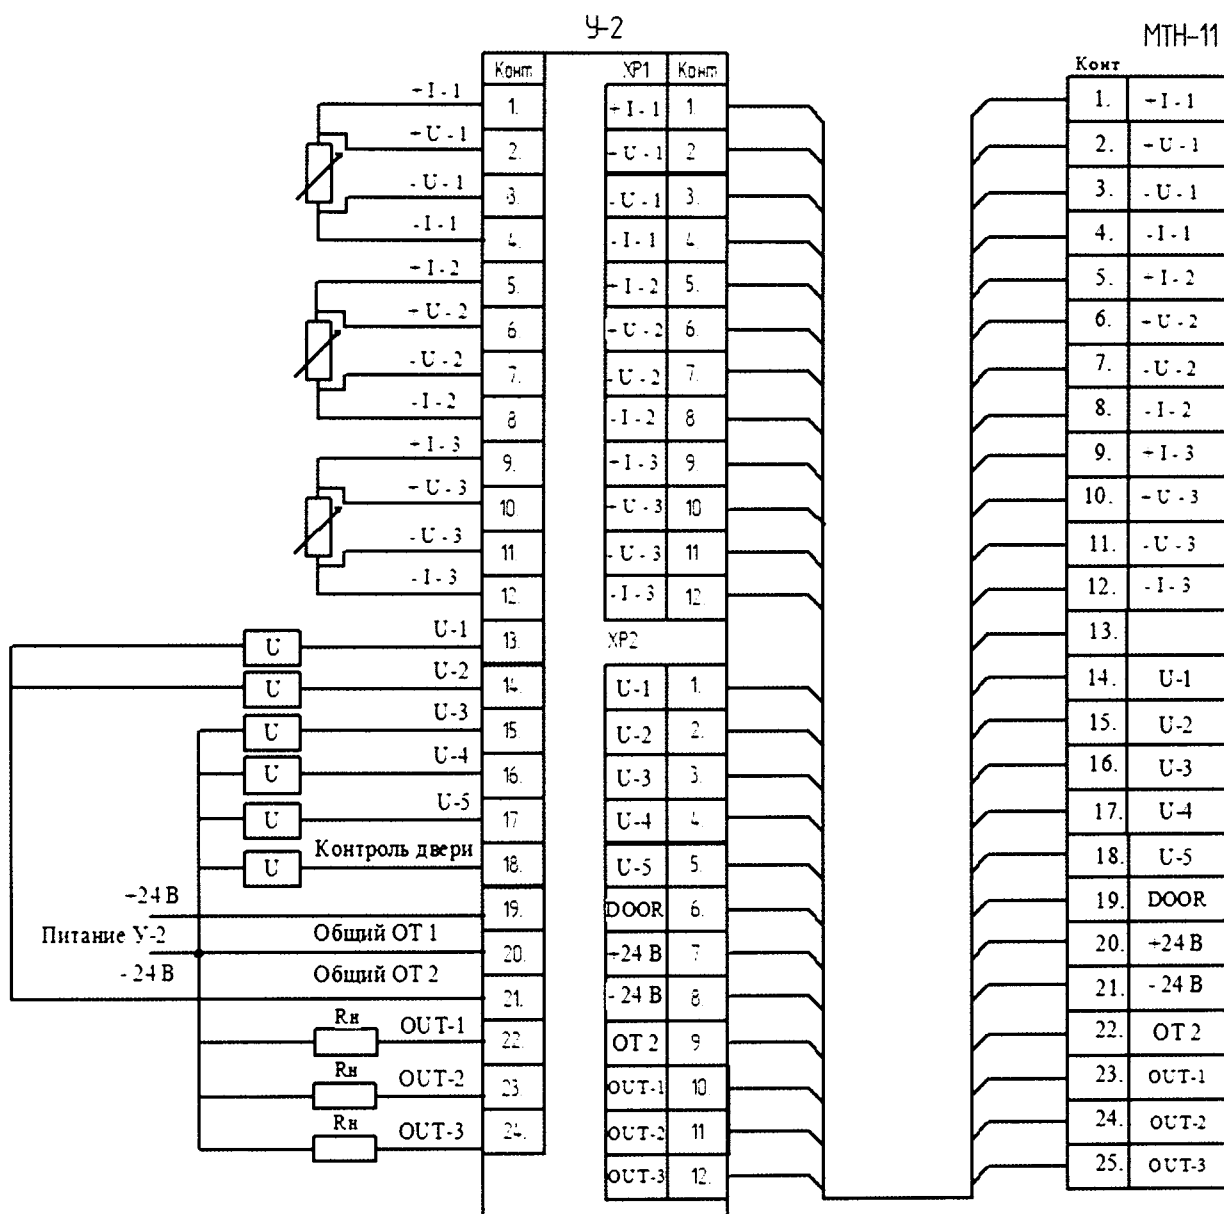 У-2
МТН-11
Конт
ХР1
Конт
Конт
+I-1
1.
+I-1
1.
1.
+I-1
+U-1
2.
+U-1
2
2.
+U-1
-U-1
3.
-U-1
3.
3.
-U-1
-I-1
4.
-I-1
4.
4.
-I-1
+I-2
5.
+I-2
5.
5.
+I-2
+U-2
6.
+U-2
6.
6.
+U-2
-U-2
7.
-U-2
7.
7.
-U-2
-I-2
8
-I-2
8
8.
-I-2
+I-3
9.
+I-3
9.
9.
+I-3
+U-3
10
+U-3
10
10.
+U-3
-U-3
11
-U-3
11
11.
-U-3
-I-3
12.
-I-3
12.
12.
-I-3
U
U-1
13.
ХР2
13.
U
U-2
14.
U-1
1.
14.
U-1
U
U-3
15.
U-2
2.
15.
U-2
U
U-4
16.
U-3
3.
16.
U-3
U
U-5
17
U-4
4.
17.
U-4
U
Контроль двери
18.
U-5
5.
18.
U-5
+24 В
19.
DOOR
6.
19.
DOOR
Питание У-2
Общий ОТ 1
20.
+24 В
7
20.
+24 В
-24 В
Общий ОТ 2
21.
-24 В
8
21.
-24 В
Rн
OUT-1
22.
ОТ 2
9
22.
ОТ 2
Rн
OUT-2
23.
OUT-1
10.
23.
OUT-1
Rн
OUT-3
24.
OUT-2
11
24.
OUT-2
OUT-3
12.
25.
OUT-3